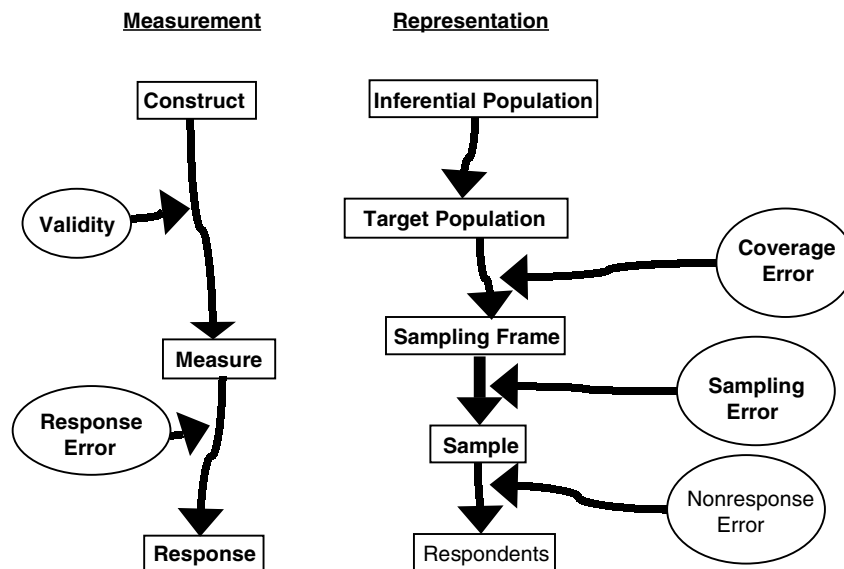 Measurement
Representation
Construct
Inferential Population
Validity
Target Population
Coverage
Error
Measure
Sampling Frame
Response
Error
Sampling
Error
Sample
Nonresponse
Error
Response
Respondents